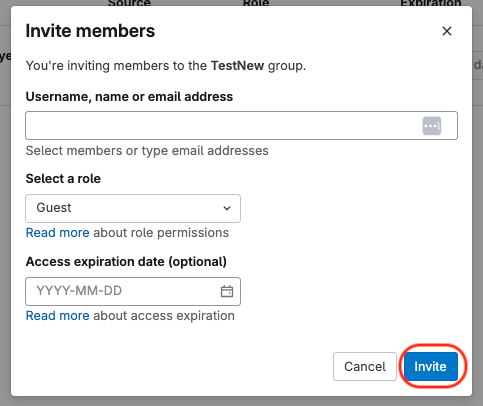 Source Role Expiration
Invite members
You're inviting members to the TestNew group.
Username, name or email address
Select members or type email addresses
Select a role
Guest
Read more about role permissions
Access expiration date (optional)
YYYY-MM-DD
Read more about access expiration
Cancel Invite